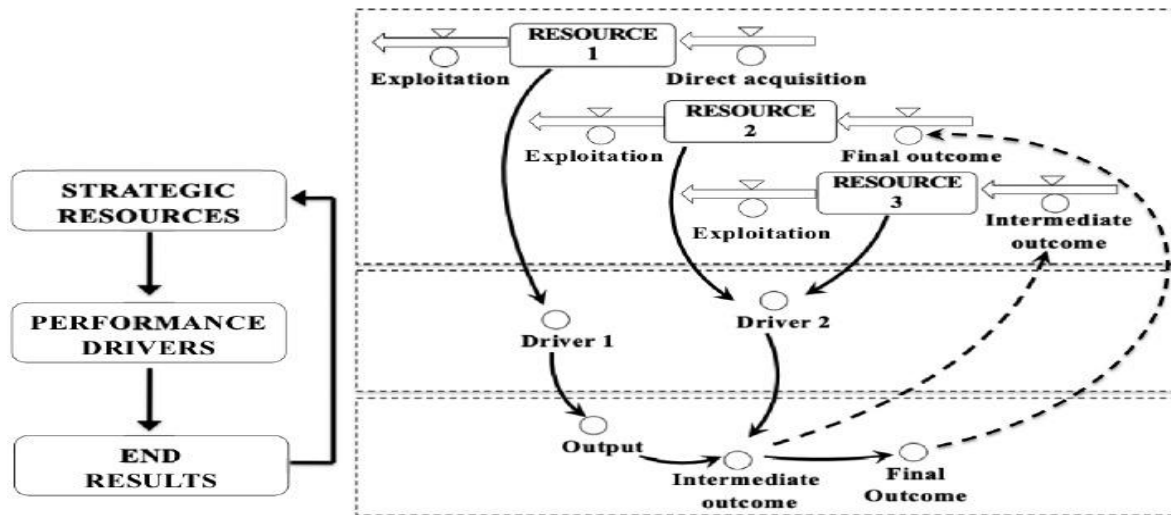 STRATEGIC
RESOURCES
PERFORMANCE
DRIVERS
END
RESULTS
RESOURCE
1
Exploitation
Direct acquisition
RESOURCE
2
Exploitation
Final outcome
RESOURCE
3
Exploitation
Intermediate
outcome
Driver 1
Driver 2
Output
Intermediate
outcome
Final
Outcome